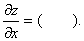 ∂z/∂x = (      ).